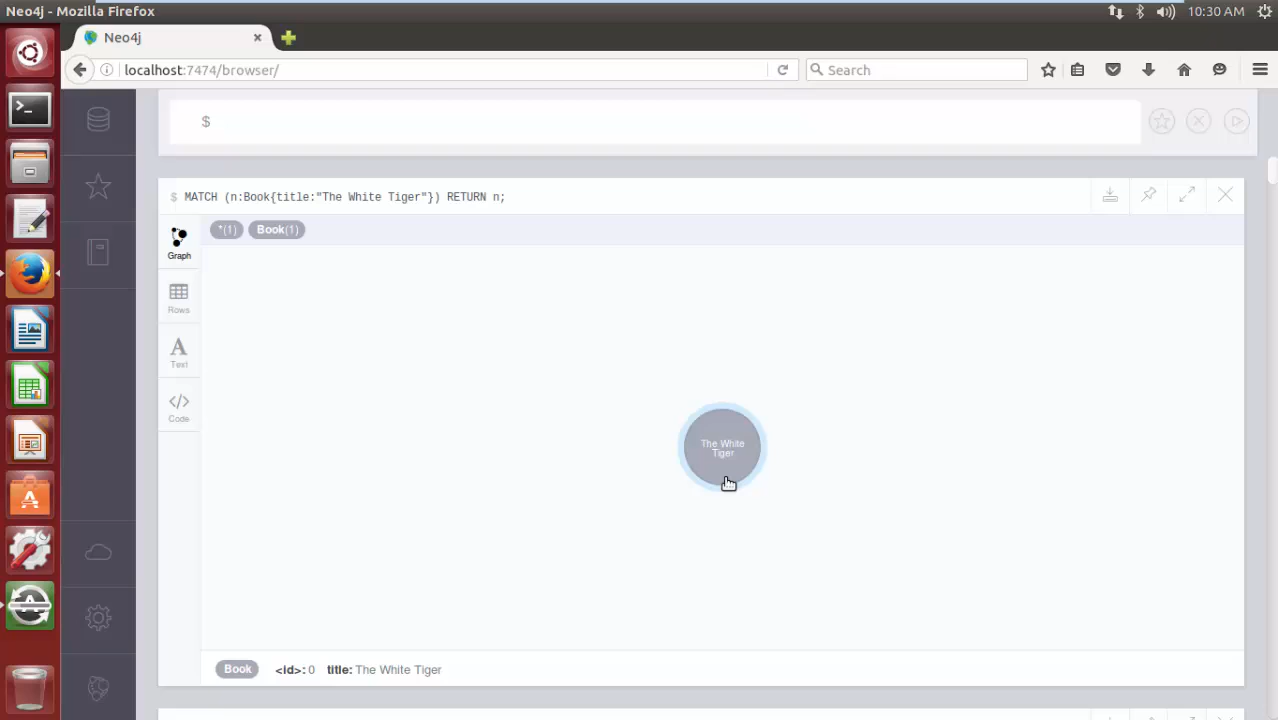 Neo4j - Mozilla Firefox
10:30 AM
Neo4j
localhost:7474/browser/
Search
$
$ MATCH (n:Book{title:"The White Tiger"}) RETURN n;
*(1) Book(1)
Graph
Rows
Text
Code
The White
Tiger
Book <id>: 0 title: The White Tiger